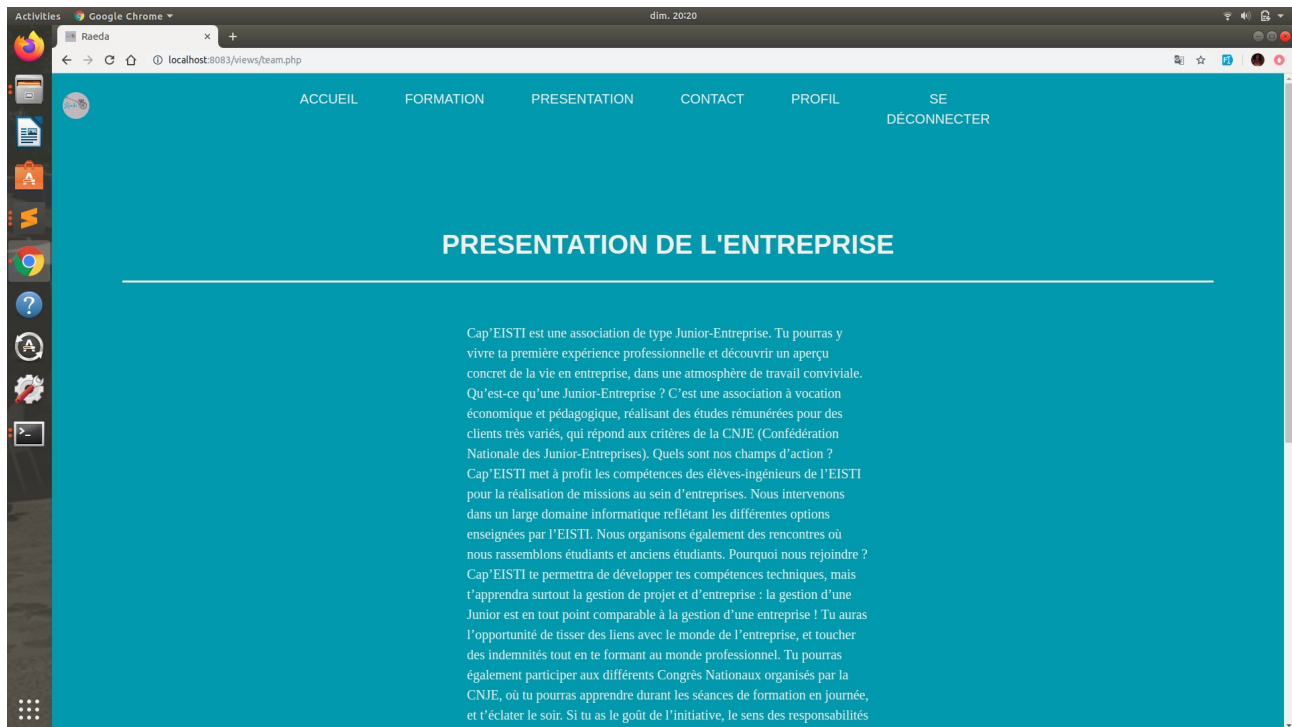 Activities Google Chrome dim. 20:20
Raeda
localhost:8083/views/team.php
ACCUEIL FORMATION PRESENTATION CONTACT PROFIL SE DÉCONNECTER
PRESENTATION DE L'ENTREPRISE
Cap’EISTI est une association de type Junior-Entreprise. Tu pourras y
vivre ta première expérience professionnelle et découvrir un aperçu
concret de la vie en entreprise, dans une atmosphère de travail conviviale.
Qu’est-ce qu’une Junior-Entreprise ? C’est une association à vocation
économique et pédagogique, réalisant des études rémunérées pour des
clients très variés, qui répond aux critères de la CNJE (Confédération
Nationale des Junior-Entreprises). Quels sont nos champs d’action ?
Cap’EISTI met à profit les compétences des élèves-ingénieurs de l’EISTI
pour la réalisation de missions au sein d’entreprises. Nous intervenons
dans un large domaine informatique reflétant les différentes options
enseignées par l’EISTI. Nous organisons également des rencontres où
nous rassemblons étudiants et anciens étudiants. Pourquoi nous rejoindre ?
Cap’EISTI te permettra de développer tes compétences techniques, mais
t’apprendra surtout la gestion de projet et d’entreprise : la gestion d’une
Junior est en tout point comparable à la gestion d’une entreprise ! Tu auras
l’opportunité de tisser des liens avec le monde de l’entreprise, et toucher
des indemnités tout en te formant au monde professionnel. Tu pourras
également participer aux différents Congrès Nationaux organisés par la
CNJE, où tu pourras apprendre durant les séances de formation en journée,
et t’éclater le soir. Si tu as le goût de l’initiative, le sens des responsabilités